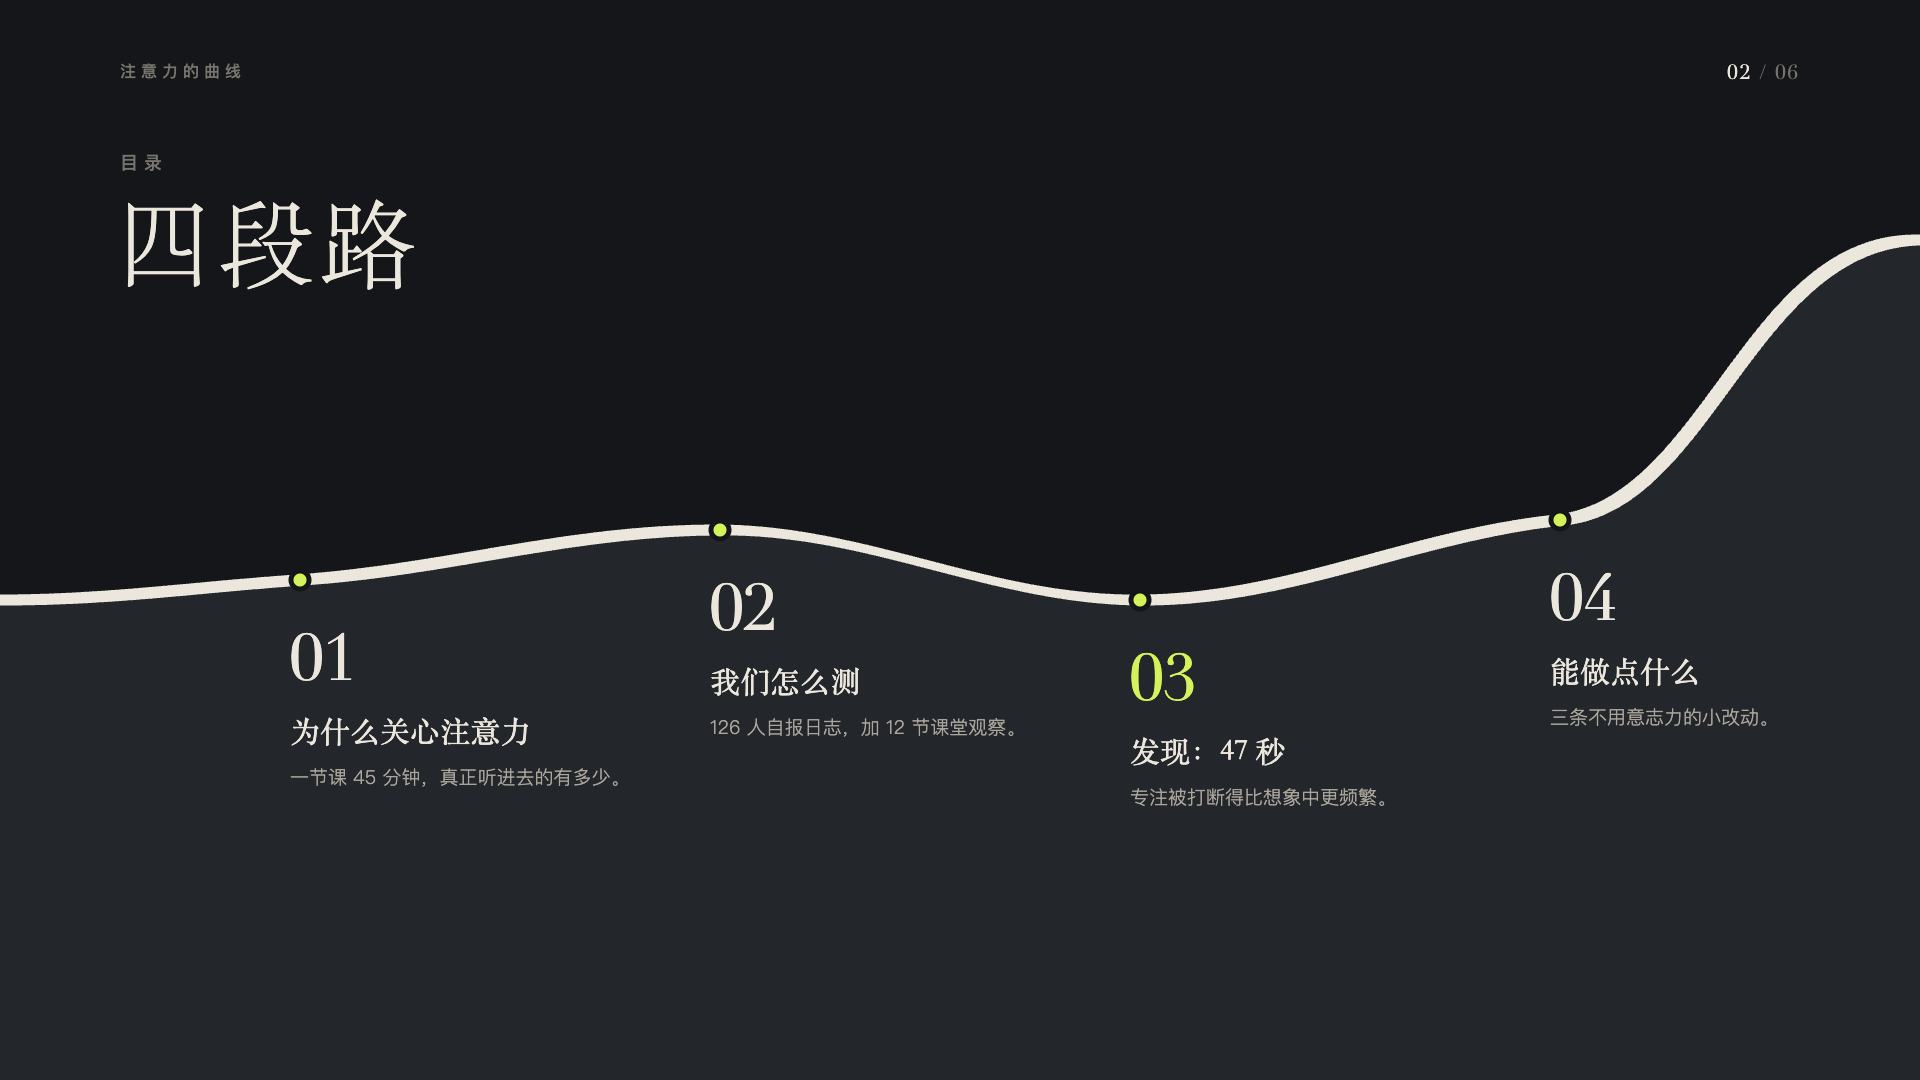 注意力的曲线
02 / 06
目录
四段路
01
为什么关心注意力
一节课 45 分钟，真正听进去的有多少。
02
我们怎么测
126 人自报日志，加 12 节课堂观察。
03
发现：47 秒
专注被打断得比想象中更频繁。
04
能做点什么
三条不用意志力的小改动。